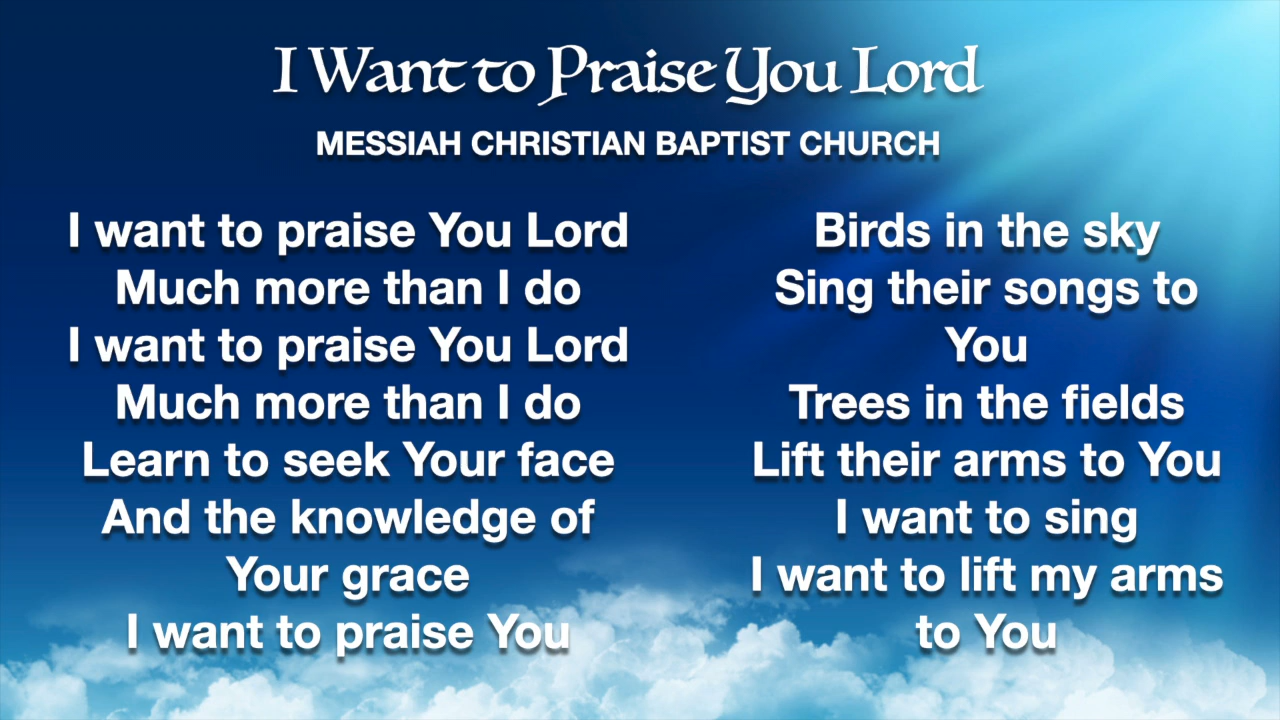 I Want to Praise You Lord
MESSIAH CHRISTIAN BAPTIST CHURCH
I want to praise You Lord
Much more than I do
I want to praise You Lord
Much more than I do
Learn to seek Your face
And the knowledge of
Your grace
I want to praise You
Birds in the sky
Sing their songs to
You
Trees in the fields
Lift their arms to You
I want to sing
I want to lift my arms
to You